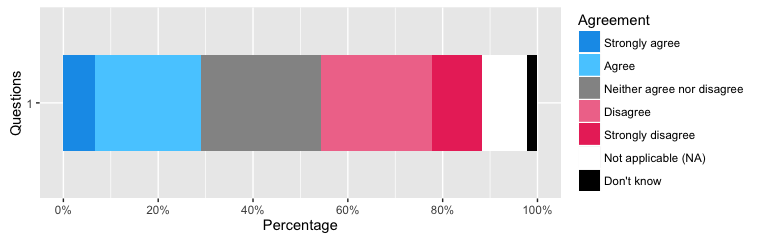 Questions
1
0%
20%
40%
60%
80%
100%
Percentage
Agreement
Strongly agree
Agree
Neither agree nor disagree
Disagree
Strongly disagree
Not applicable (NA)
Don't know